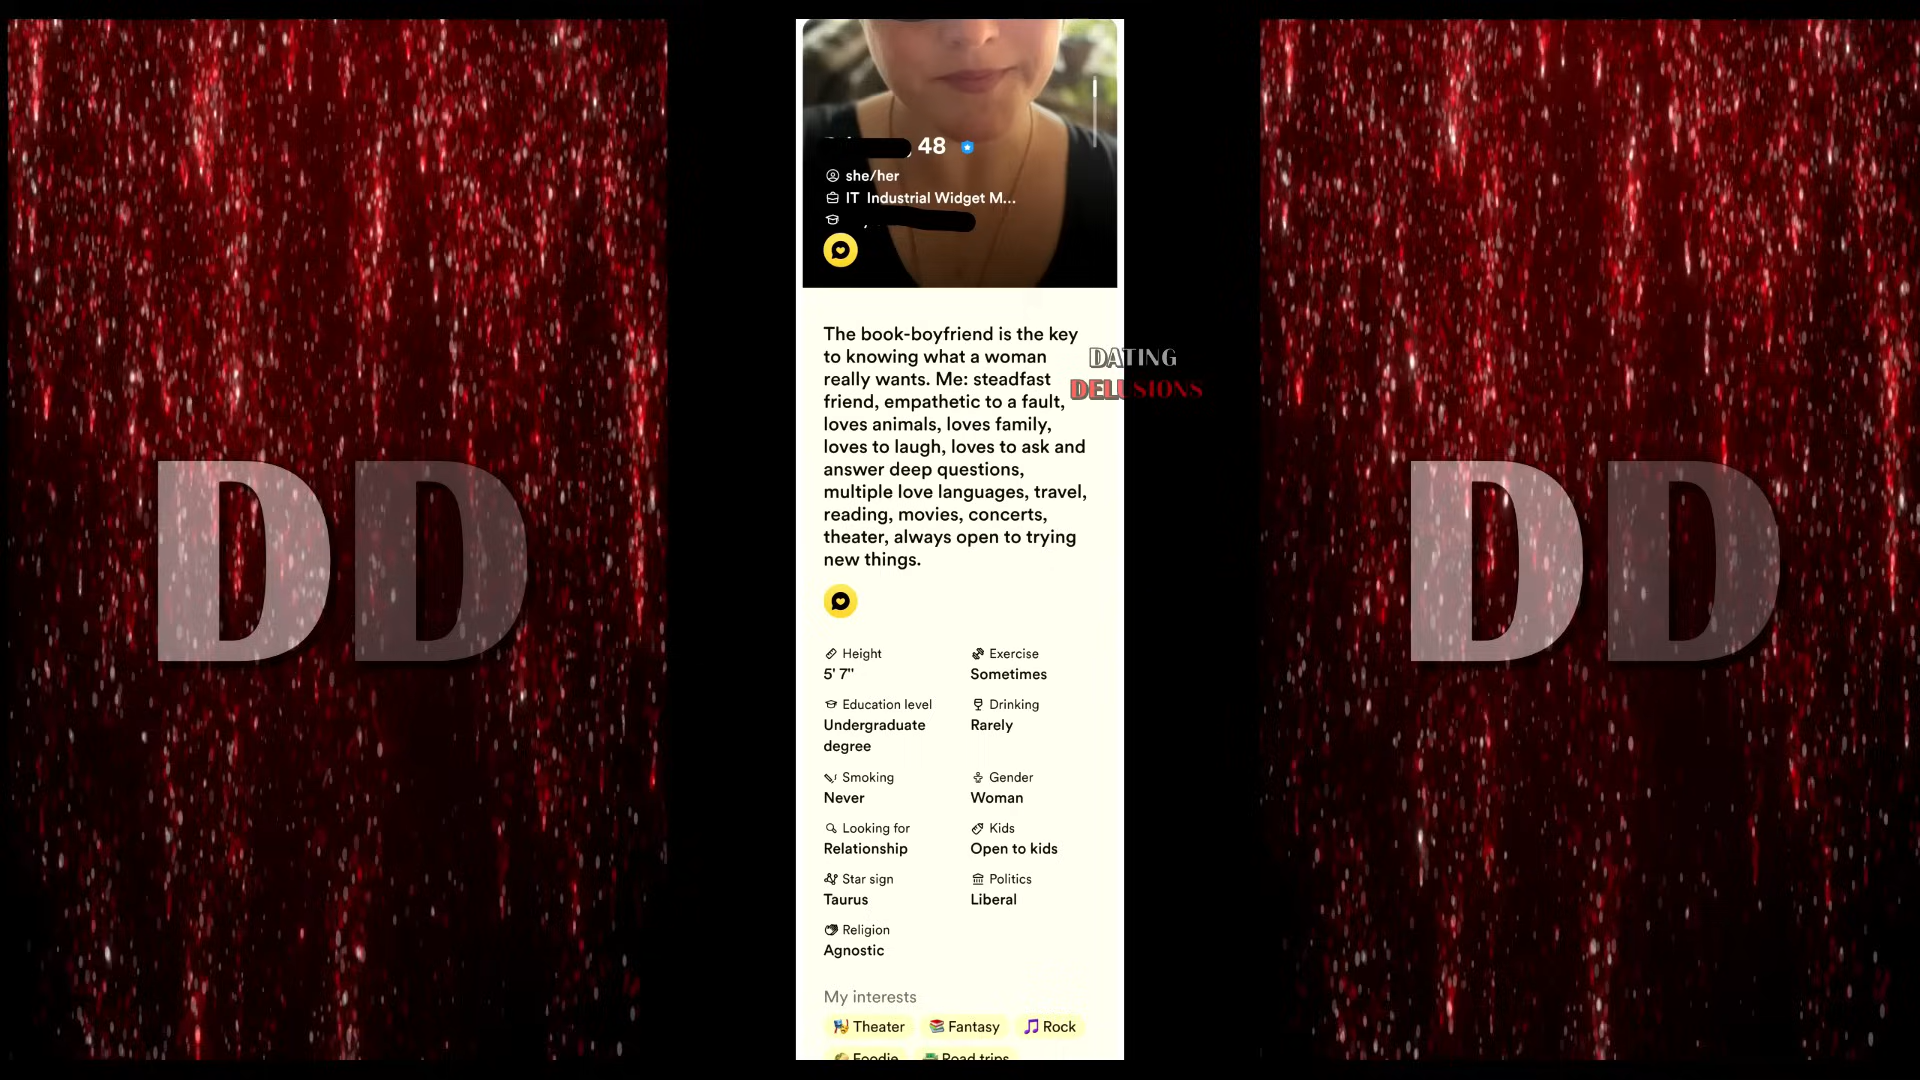 48
she/her
IT Industrial Widget M...
The book-boyfriend is the key
to knowing what a woman
really wants. Me: steadfast
friend, empathetic to a fault,
loves animals, loves family,
loves to laugh, loves to ask and
answer deep questions,
multiple love languages, travel,
reading, movies, concerts,
theater, always open to trying
new things.
DATING
DELUSIONS
DD
DD
Height
5' 7"
Exercise
Sometimes
Education level
Undergraduate
degree
Drinking
Rarely
Smoking
Never
Gender
Woman
Looking for
Relationship
Kids
Open to kids
Star sign
Taurus
Politics
Liberal
Religion
Agnostic
My interests
Theater
Fantasy
Rock
Foodie
Road trips